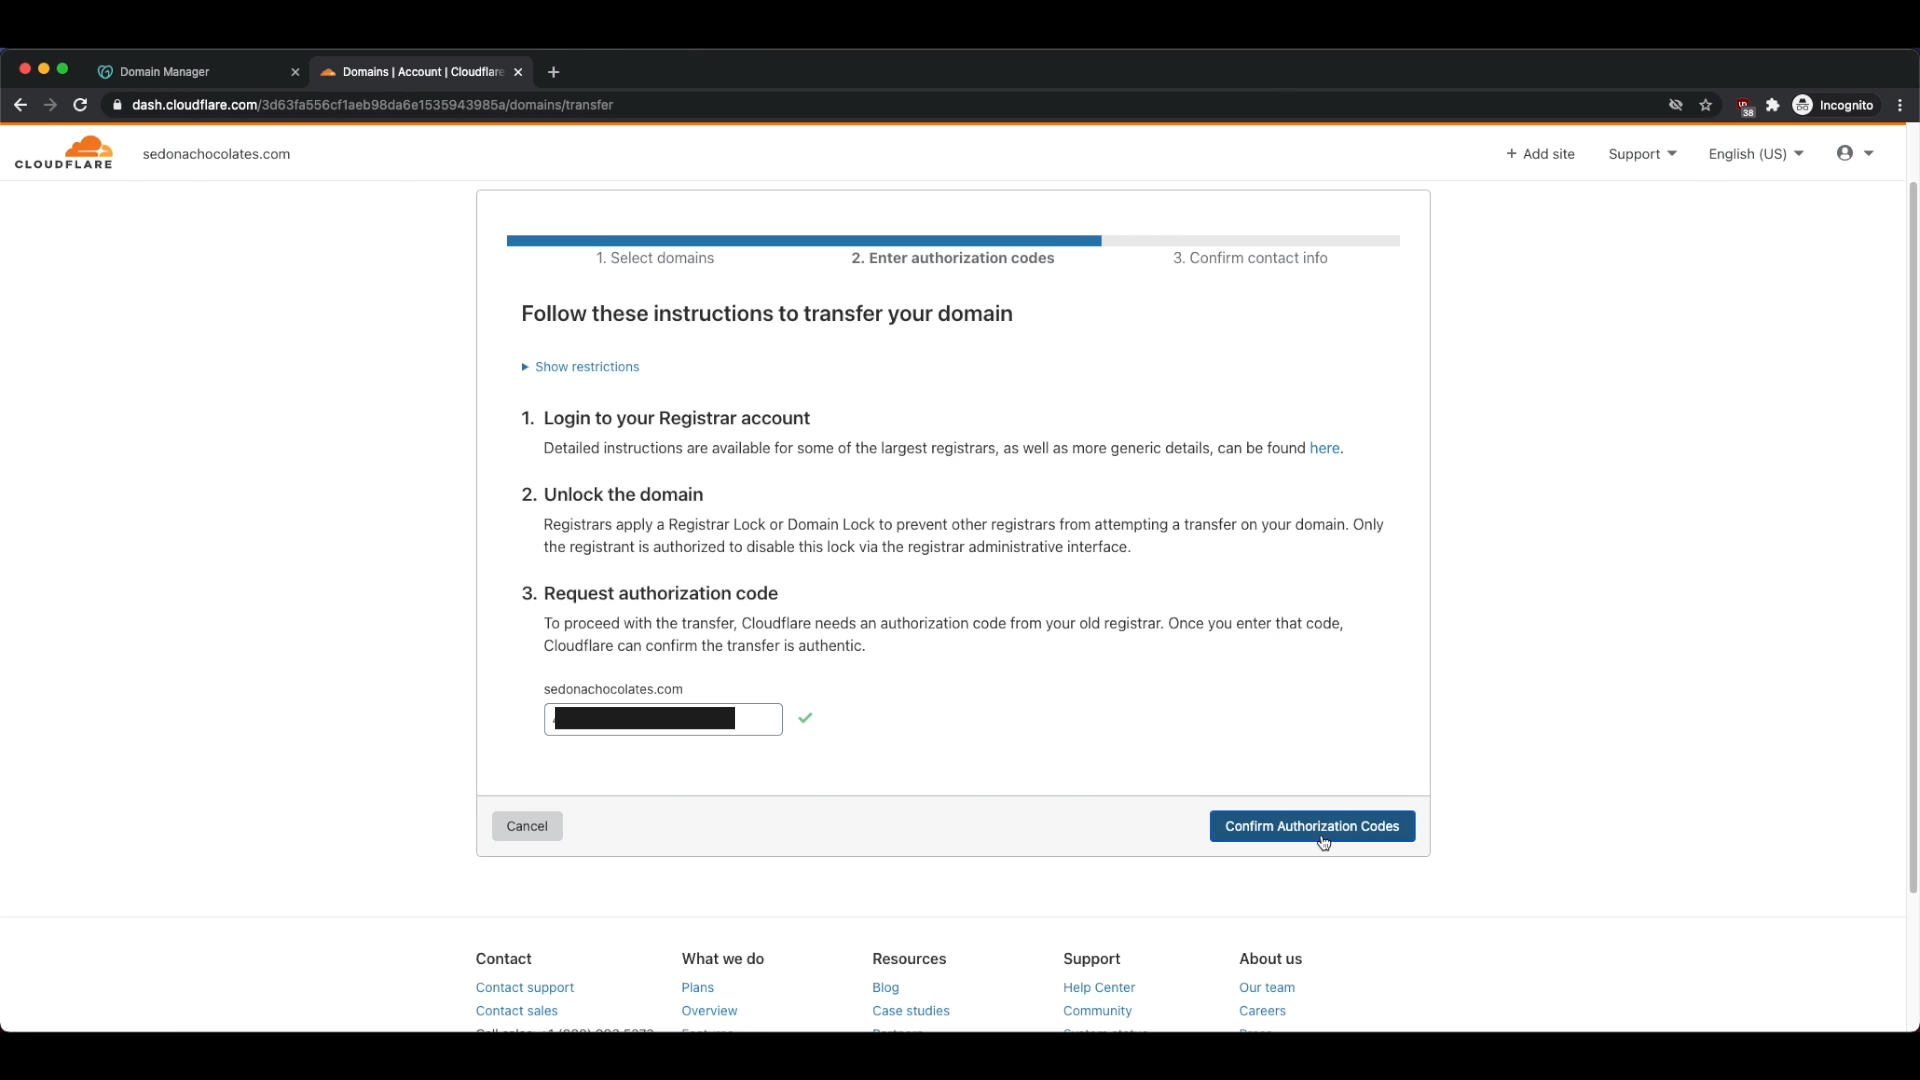 Domain Manager
Domains | Account | Cloudflare
dash.cloudflare.com/3d63fa556cf1aeb98da6e1535943985a/domains/transfer
38
Incognito
CLOUDFLARE
sedonachocolates.com
+ Add site
Support
English (US)
1. Select domains
2. Enter authorization codes
3. Confirm contact info
Follow these instructions to transfer your domain
Show restrictions
1. Login to your Registrar account
Detailed instructions are available for some of the largest registrars, as well as more generic details, can be found here.
2. Unlock the domain
Registrars apply a Registrar Lock or Domain Lock to prevent other registrars from attempting a transfer on your domain. Only
the registrant is authorized to disable this lock via the registrar administrative interface.
3. Request authorization code
To proceed with the transfer, Cloudflare needs an authorization code from your old registrar. Once you enter that code,
Cloudflare can confirm the transfer is authentic.
sedonachocolates.com
Cancel
Confirm Authorization Codes
Contact
What we do
Resources
Support
About us
Contact support
Plans
Blog
Help Center
Our team
Contact sales
Overview
Case studies
Community
Careers